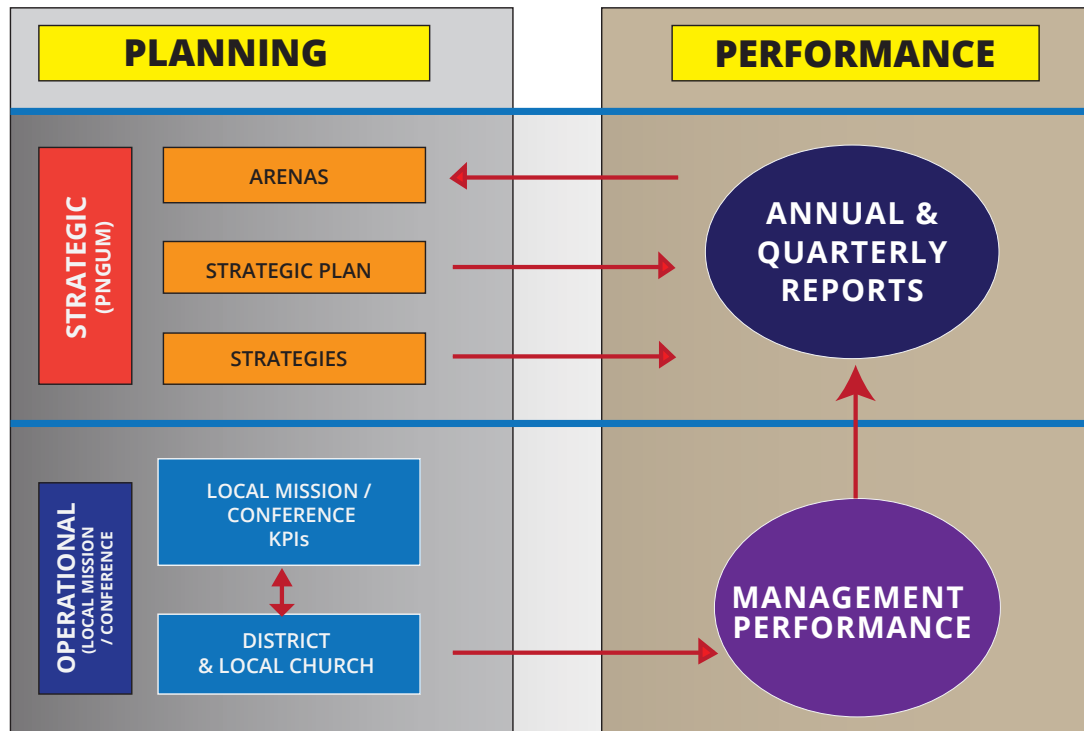 PLANNING
PERFORMANCE
STRATEGIC
(PNGUM)
ARENAS
STRATEGIC PLAN
STRATEGIES
ANNUAL &
QUARTERLY
REPORTS
OPERATIONAL
(LOCAL MISSION
/ CONFERENCE
LOCAL MISSION /
CONFERENCE
KPIs
DISTRICT
& LOCAL CHURCH
MANAGEMENT
PERFORMANCE